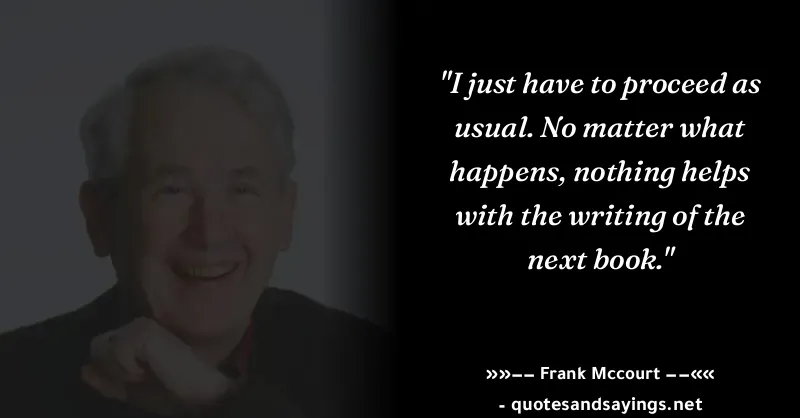 "I just have to proceed as
usual. No matter what
happens, nothing helps
with the writing of the
next book."
»»−− Frank Mccourt −−««
- quotesandsayings.net